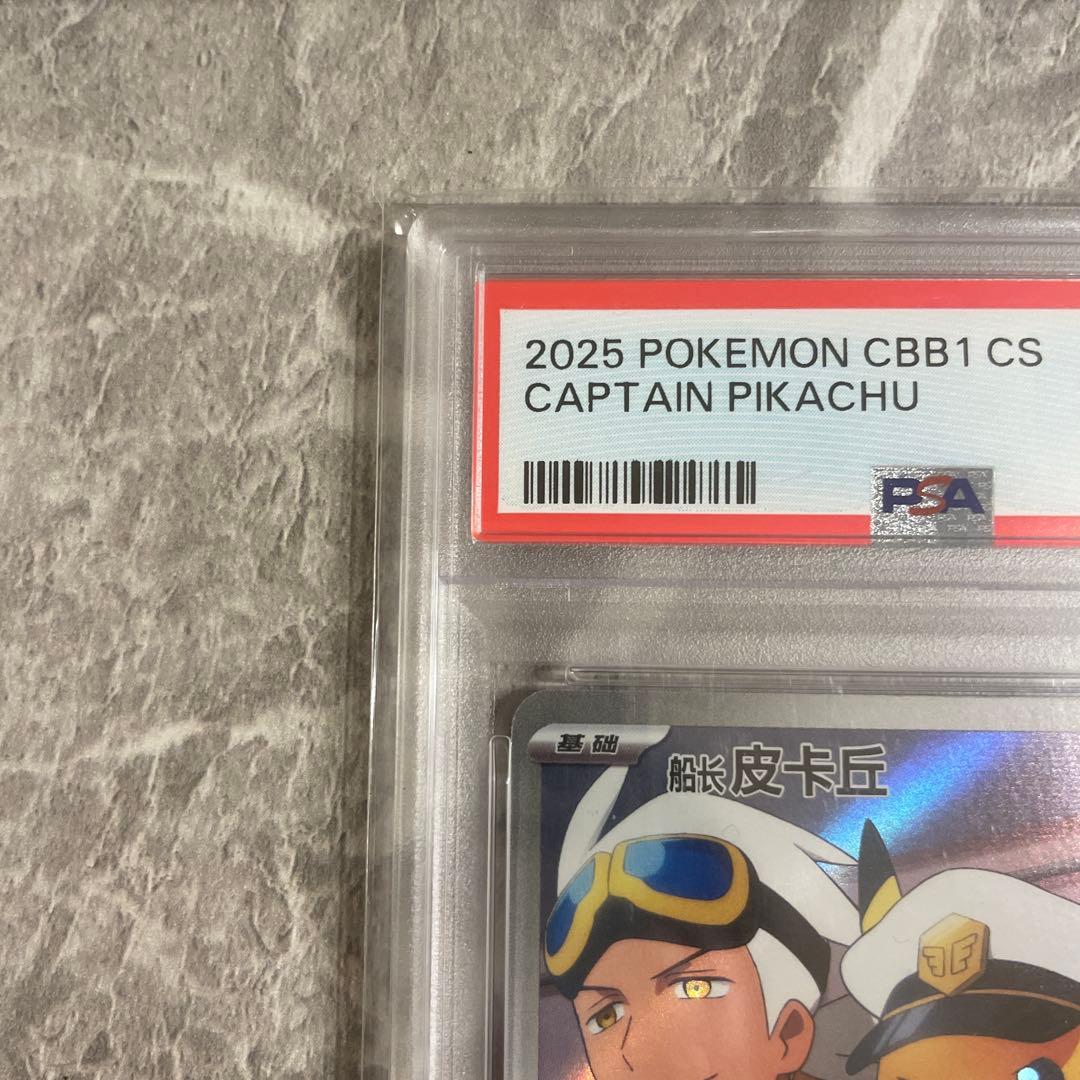 2025 POKEMON CBB1 CS
CAPTAIN PIKACHU
PSA
基础
船长皮卡丘